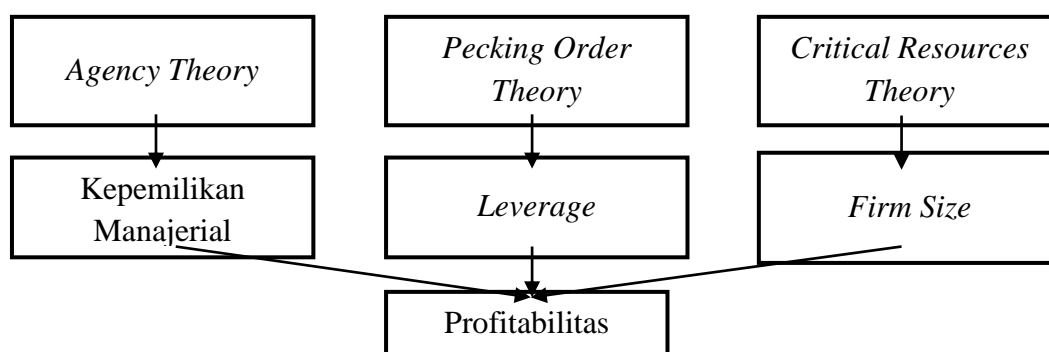 Agency Theory
Pecking Order
Theory
Critical Resources
Theory
Kepemilikan
Manajerial
Leverage
Firm Size
Profitabilitas